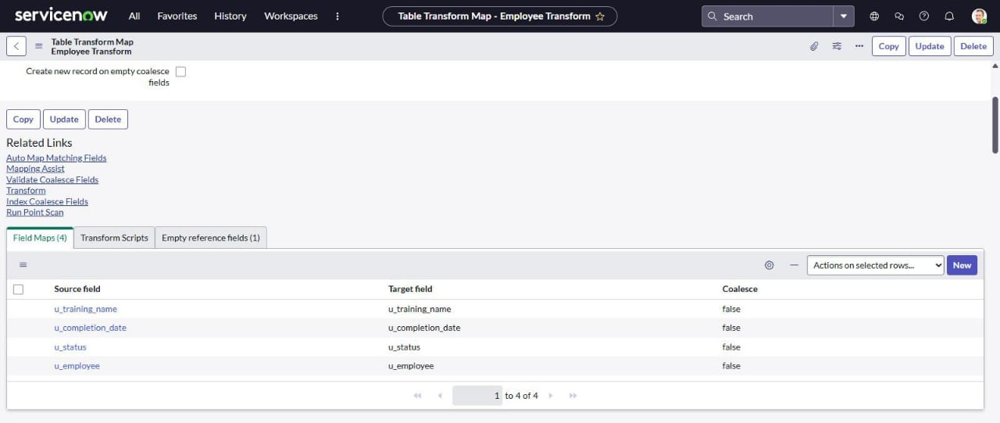 servicenow All Favorites History Workspaces Table Transform Map - Employee Transform Search
Table Transform Map
Employee Transform
Copy Update Delete
Create new record on empty coalesce
fields
Copy Update Delete
Related Links
Auto Map Matching Fields
Mapping Assist
Validate Coalesce Fields
Transform
Index Coalesce Fields
Run Point Scan
Field Maps (4) Transform Scripts Empty reference fields (1)
Actions on selected rows... New
Source field Target field Coalesce
u_training_name u_training_name false
u_completion_date u_completion_date false
u_status u_status false
u_employee u_employee false
1 to 4 of 4